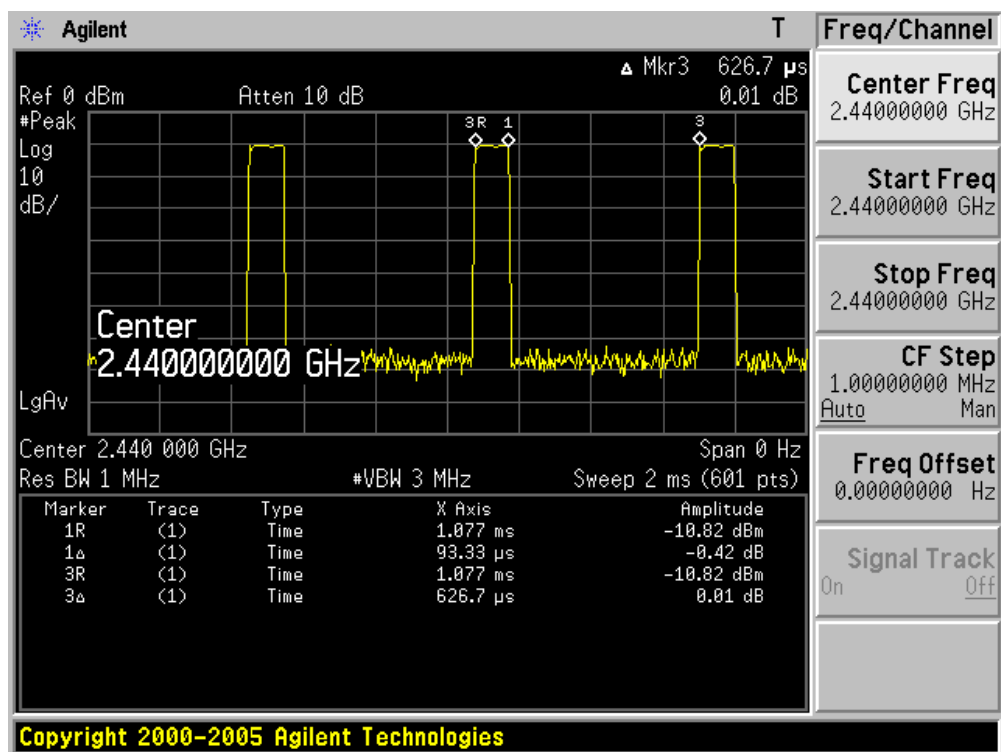 Agilent T
Freq/Channel
Δ Mkr3 626.7 µs
Ref 0 dBm Atten 10 dB 0.01 dB
#Peak
Log
10
dB/
3R 1 3
Center
2.440000000 GHz
LgAv
Center 2.440 000 GHz Span 0 Hz
Res BW 1 MHz #VBW 3 MHz Sweep 2 ms (601 pts)
Marker Trace Type X Axis Amplitude
1R (1) Time 1.077 ms -10.82 dBm
1Δ (1) Time 93.33 µs -0.42 dB
3R (1) Time 1.077 ms -10.82 dBm
3Δ (1) Time 626.7 µs 0.01 dB
Center Freq
2.44000000 GHz
Start Freq
2.44000000 GHz
Stop Freq
2.44000000 GHz
CF Step
1.00000000 MHz
Auto Man
Freq Offset
0.00000000 Hz
Signal Track
On Off
Copyright 2000-2005 Agilent Technologies